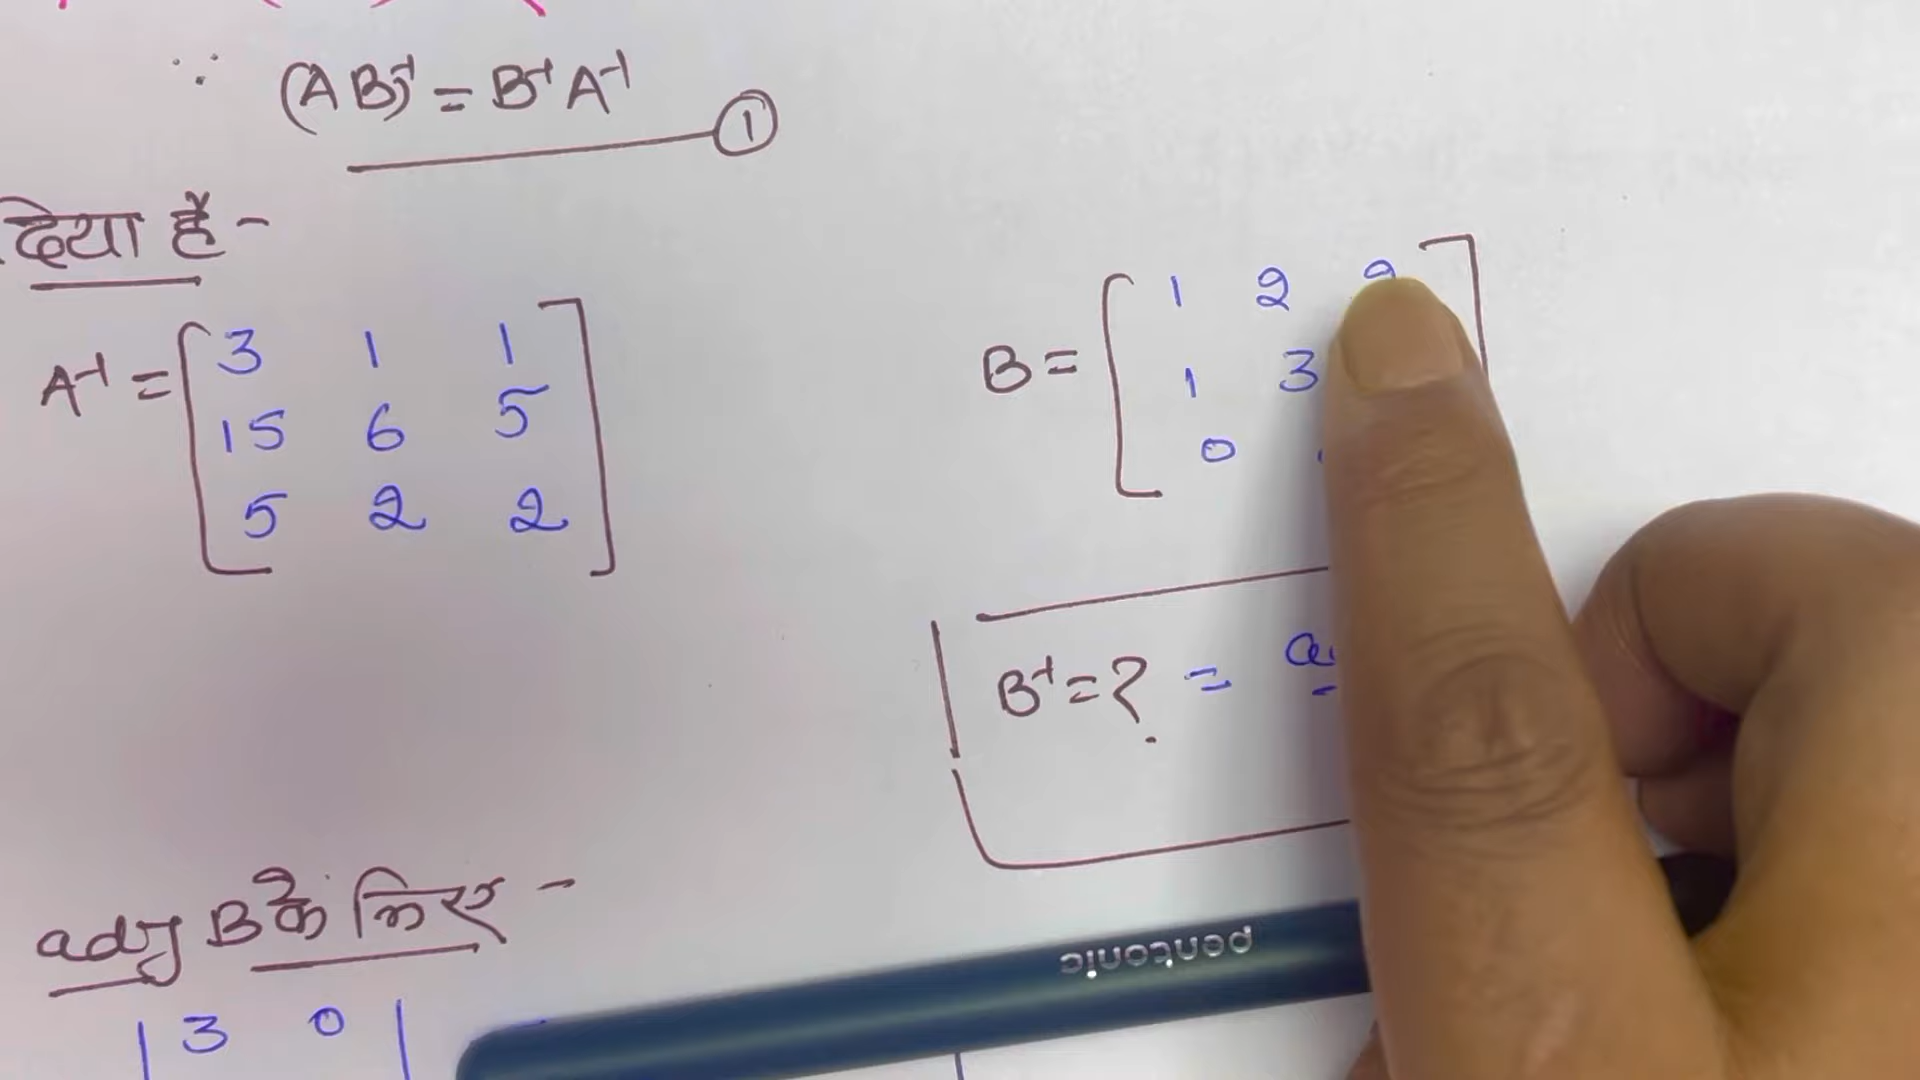 ∵ (AB)⁻¹ = B⁻¹ A⁻¹
①
दिया है -
A⁻¹ = [3 1 1
15 6 5
5 2 2]
B = [1 2
1 3
0
B⁻¹ = ? =
adj B के लिए -
| 3 0 |
pentonic